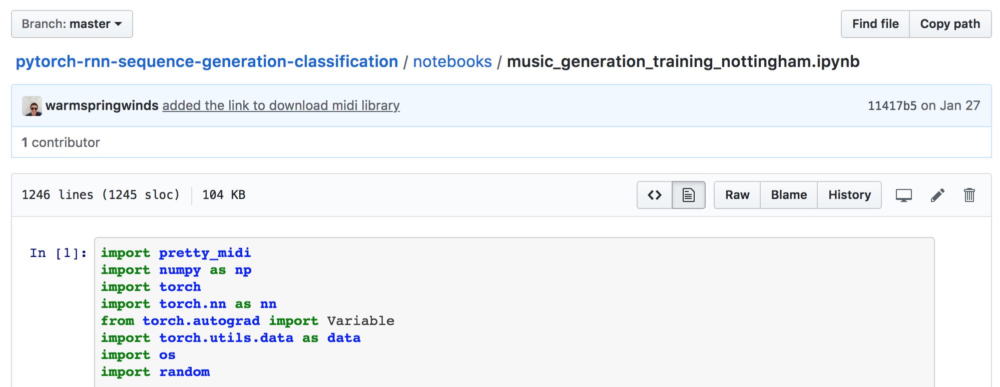 Branch: master
Find file
Copy path
pytorch-rnn-sequence-generation-classification / notebooks / music_generation_training_nottingham.ipynb
warmspringwinds added the link to download midi library
11417b5 on Jan 27
1 contributor
1246 lines (1245 sloc)
104 KB
Raw
Blame
History
In [1]:
import pretty_midi
import numpy as np
import torch
import torch.nn as nn
from torch.autograd import Variable
import torch.utils.data as data
import os
import random